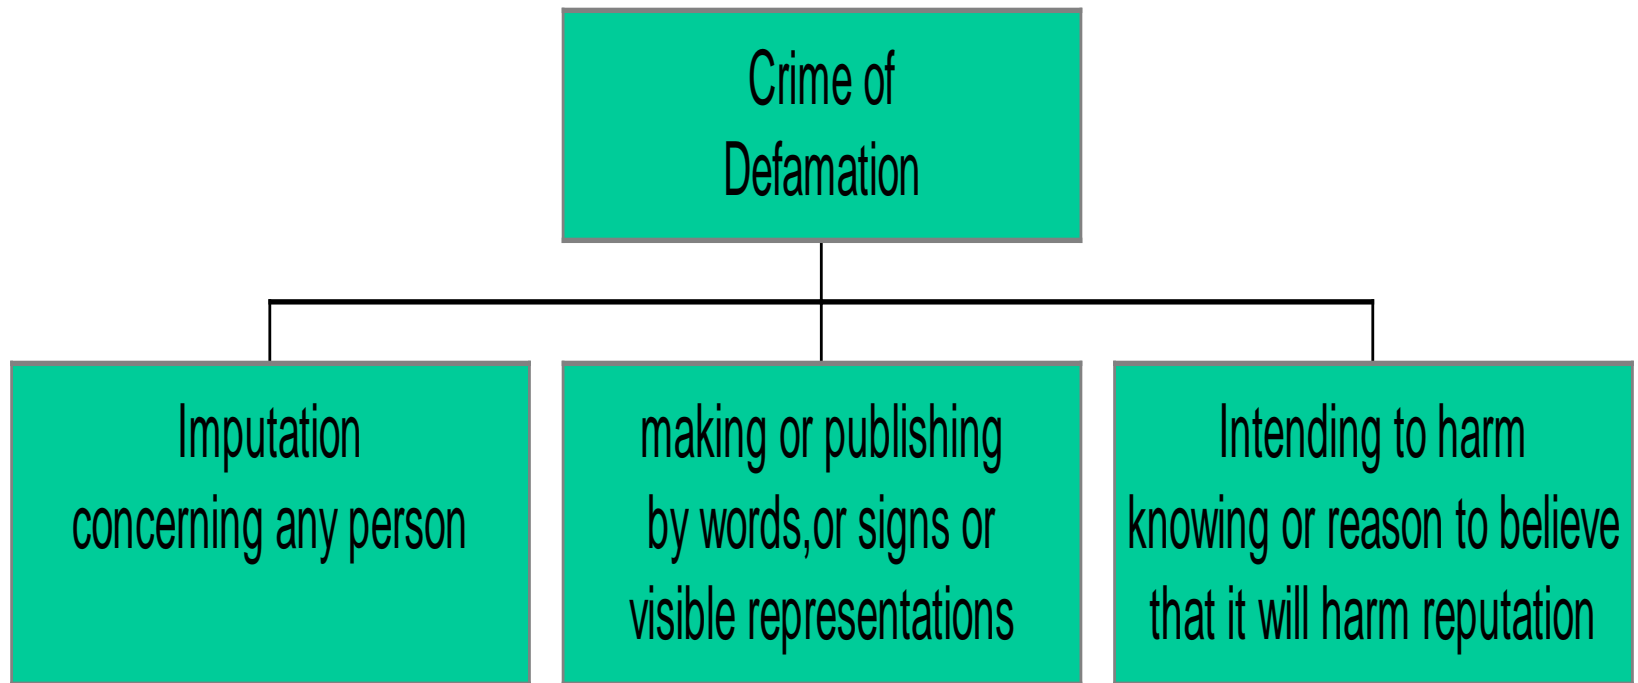 Crime of
Defamation
Imputation
concerning any person
making or publishing
by words,or signs or
visible representations
Intending to harm
knowing or reason to believe
that it will harm reputation